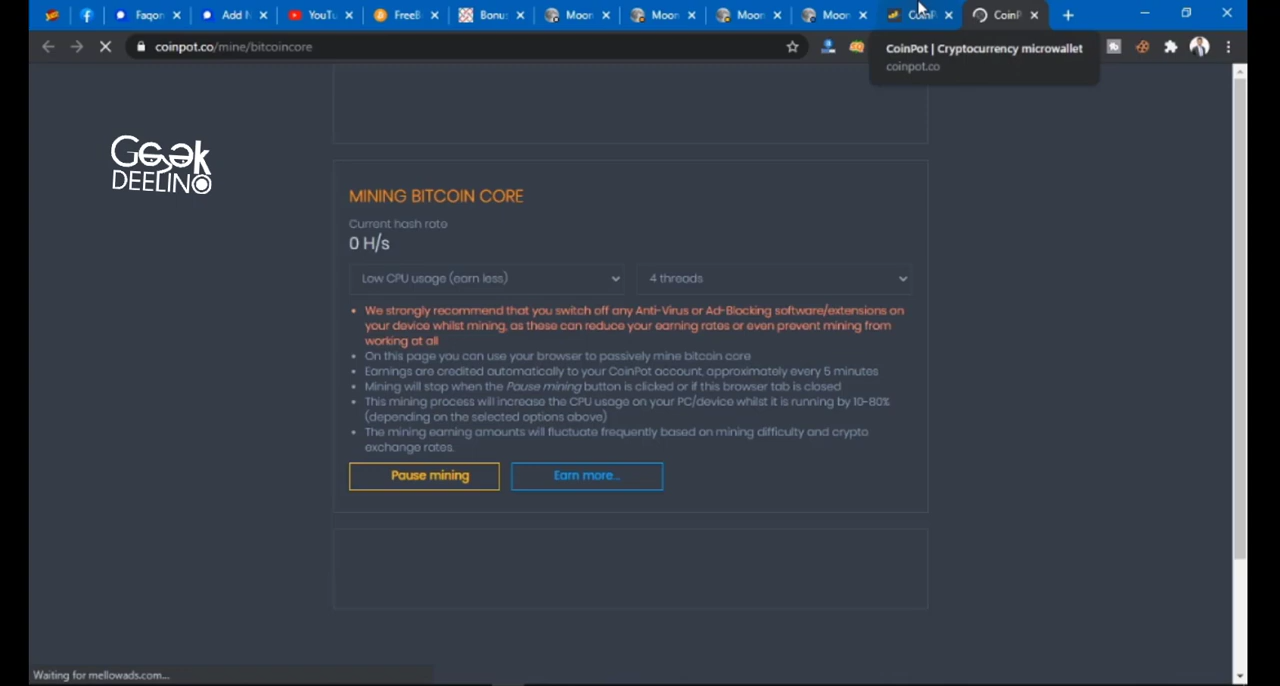 Faqon
Add N
YouTu
FreeB
Bonus
Moon
Moon
Moon
Moon
CoinP
CoinP
coinpot.co/mine/bitcoincore
CoinPot | Cryptocurrency microwallet
coinpot.co
Geek
DEELINO
MINING BITCOIN CORE
Current hash rate
0 H/s
Low CPU usage (earn less)
4 threads
• We strongly recommend that you switch off any Anti-Virus or Ad-Blocking software/extensions on
your device whilst mining, as these can reduce your earning rates or even prevent mining from
working at all
• On this page you can use your browser to passively mine bitcoin core
• Earnings are credited automatically to your CoinPot account, approximately every 5 minutes
• Mining will stop when the Pause mining button is clicked or if this browser tab is closed
• This mining process will increase the CPU usage on your PC/device whilst it is running by 10-80%
(depending on the selected options above)
• The mining earning amounts will fluctuate frequently based on mining difficulty and crypto
exchange rates.
Pause mining
Earn more...
Waiting for mellowads.com...